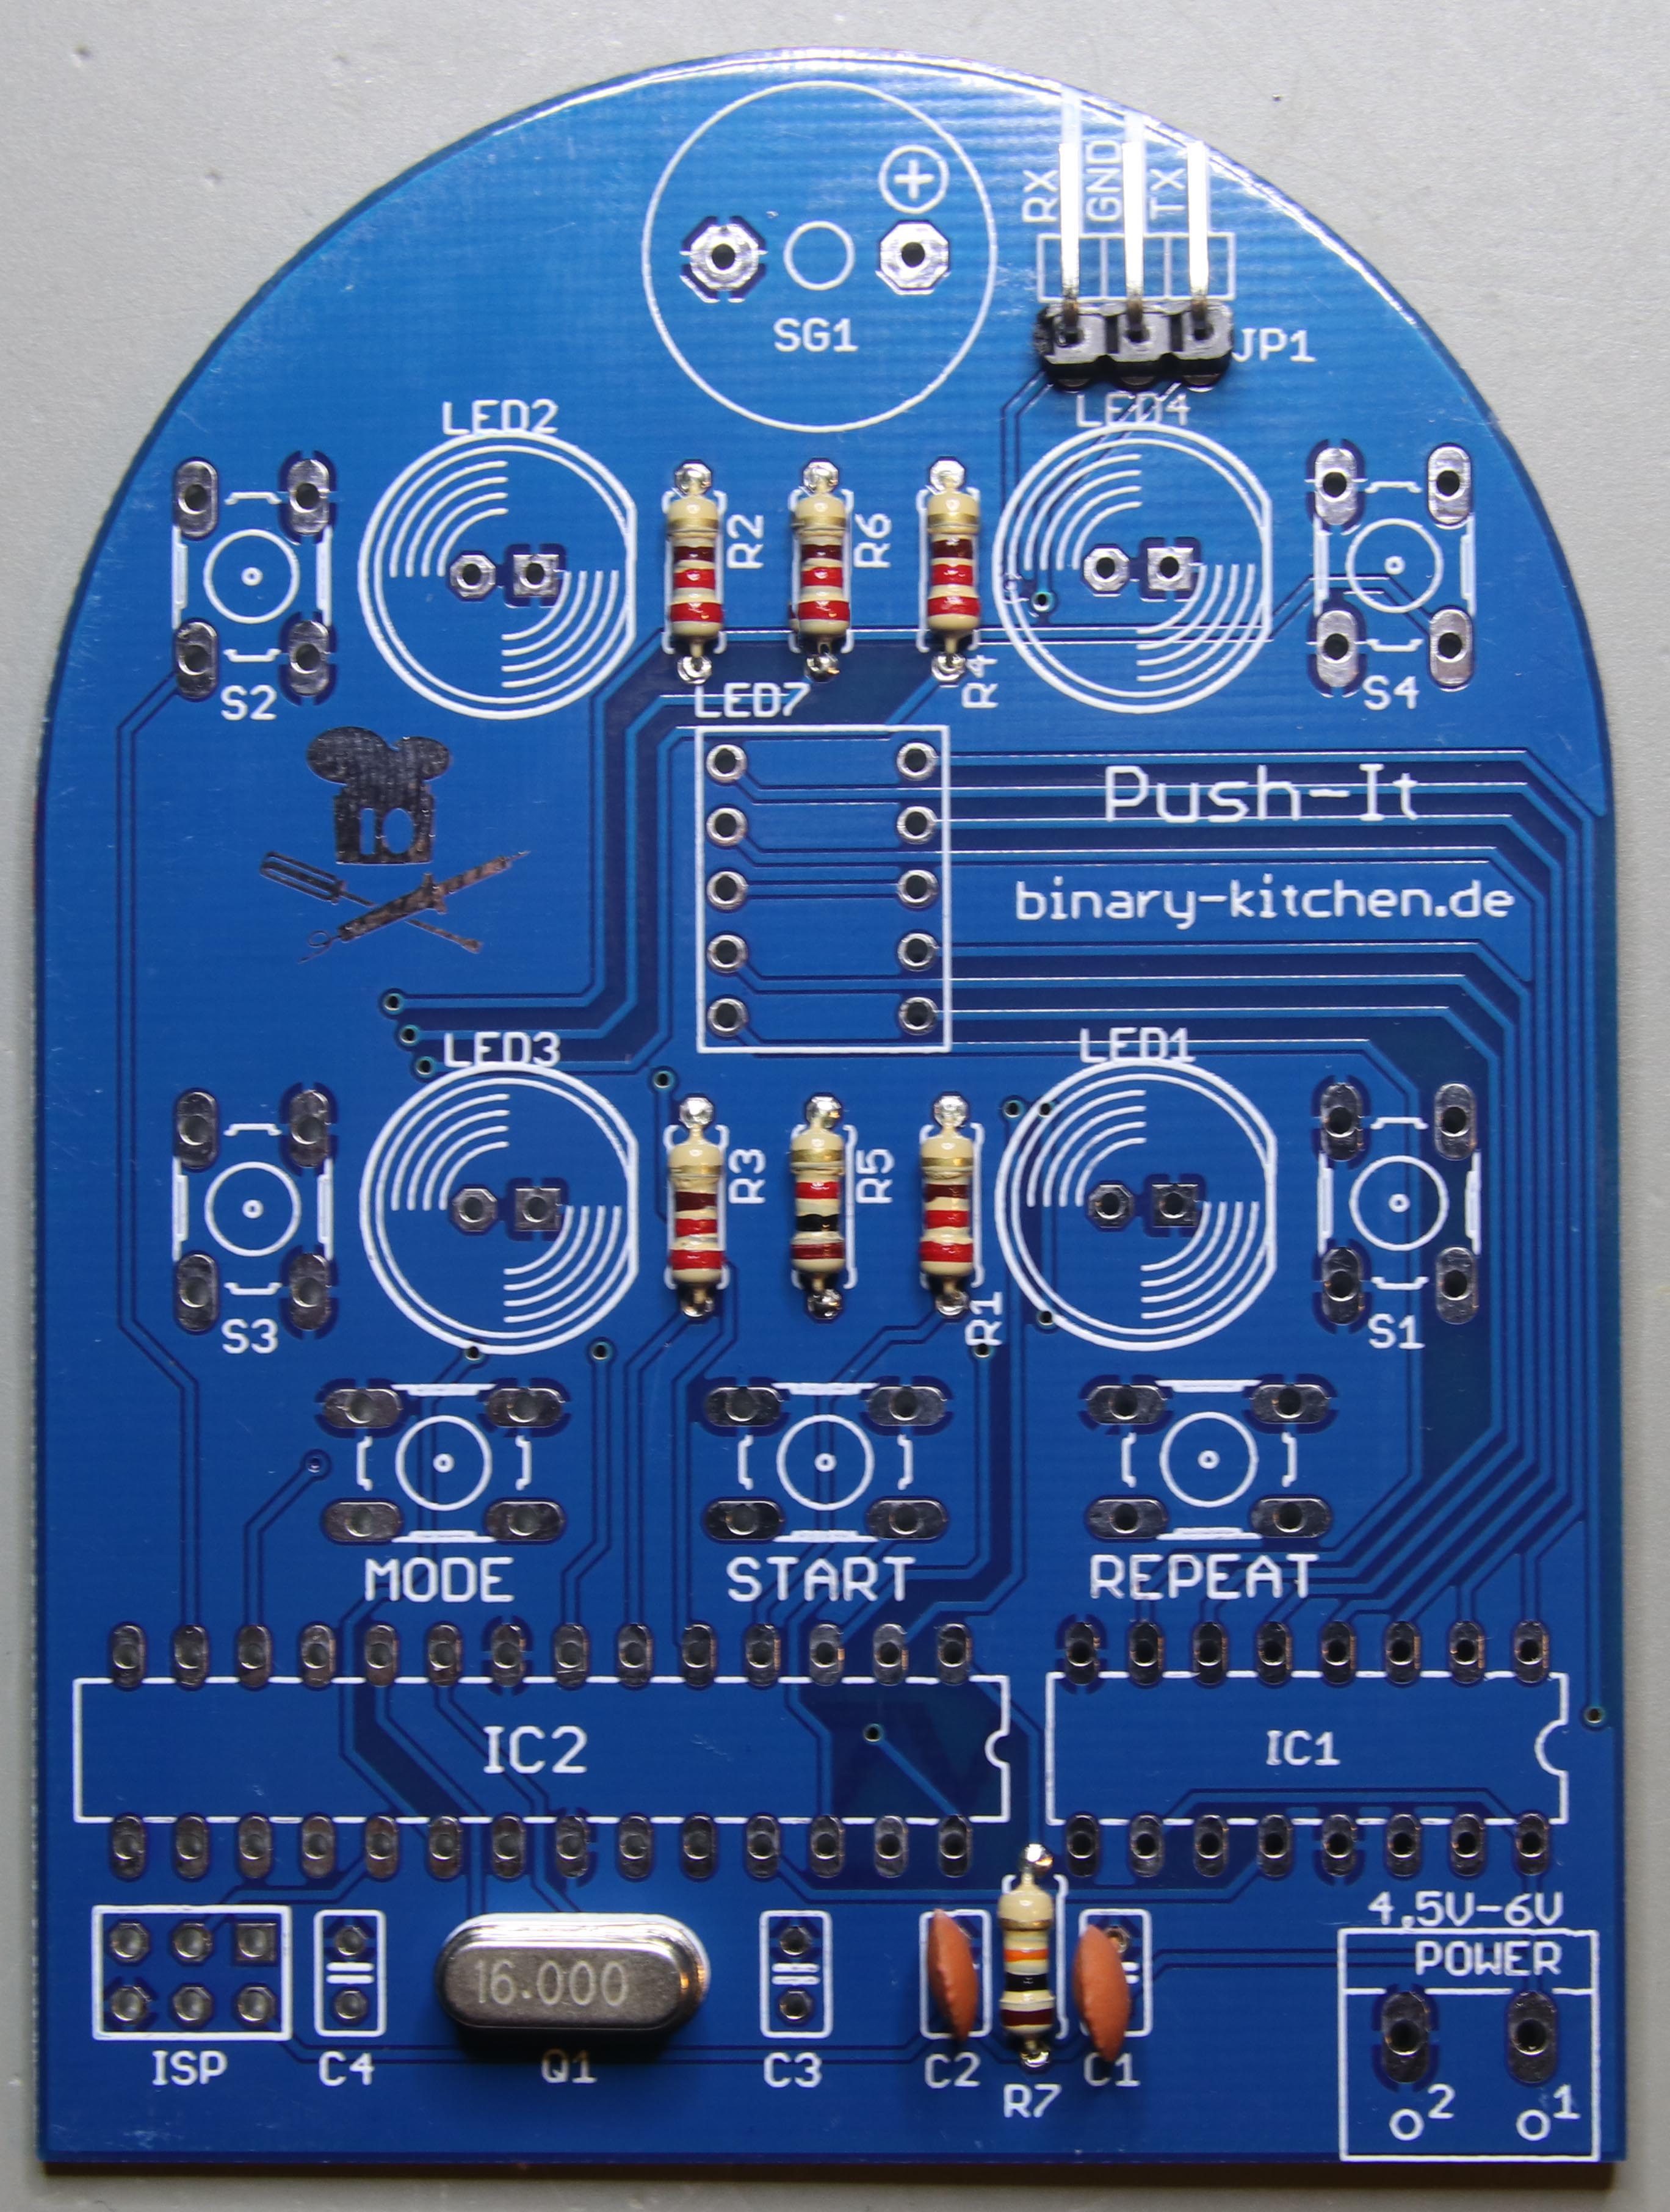 +
RX
GND
TX
SG1
JP1
LED2
LED4
R2
R6
R4
S2
S4
LED7
Push-It
binary-kitchen.de
LED3
LED1
R3
R5
R1
S3
S1
MODE
START
REPEAT
IC2
IC1
4.5V-6V
POWER
16.000
ISP
C4
Q1
C3
C2
R7
C1
2
1